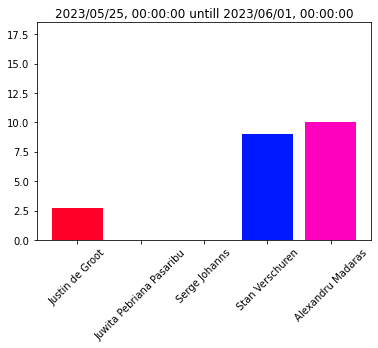 2023/05/25, 00:00:00 untill 2023/06/01, 00:00:00
17.5
15.0
12.5
10.0
7.5
5.0
2.5
0.0
Justin de Groot
Juwita Pebriana Pasaribu
Serge Johanns
Stan Verschuren
Alexandru Madaras